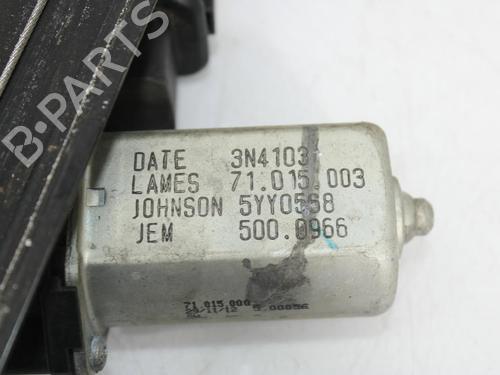 B-PARTS
DATE 3N4103
LAMES 71.015.003
JOHNSON 5YY0558
JEM 500.0966
71.015.000